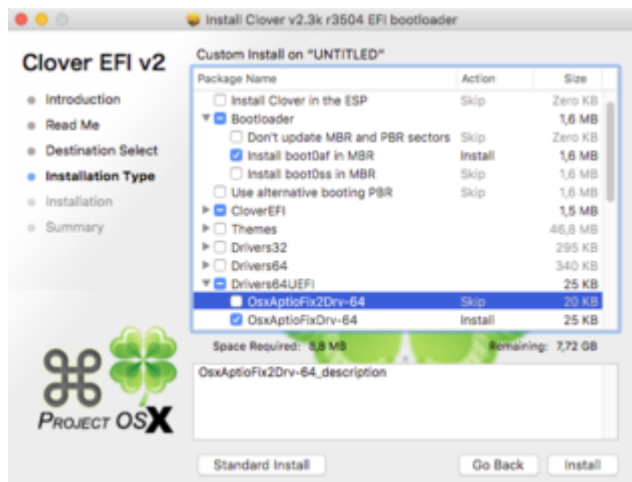 Install Clover v2.3k r3504 EFI bootloader
Clover EFI v2
Introduction
Read Me
Destination Select
Installation Type
Installation
Summary
Custom Install on "UNTITLED"
Package Name Action Size
Install Clover in the ESP Skip Zero KB
Bootloader 1,6 MB
Don't update MBR and PBR sectors Skip Zero KB
Install boot0af in MBR Install 1,6 MB
Install boot0ss in MBR Skip 1,6 MB
Use alternative booting PBR Skip 1,6 MB
CloverEFI 1,5 MB
Themes 46,8 MB
Drivers32 295 KB
Drivers64 340 KB
Drivers64UEFI 25 KB
OsxAptioFix2Drv-64 Skip 20 KB
OsxAptioFixDrv-64 Install 25 KB
Space Required: 8,8 MB Remaining: 7,72 GB
OsxAptioFix2Drv-64_description
PROJECT OSX
Standard Install Go Back Install